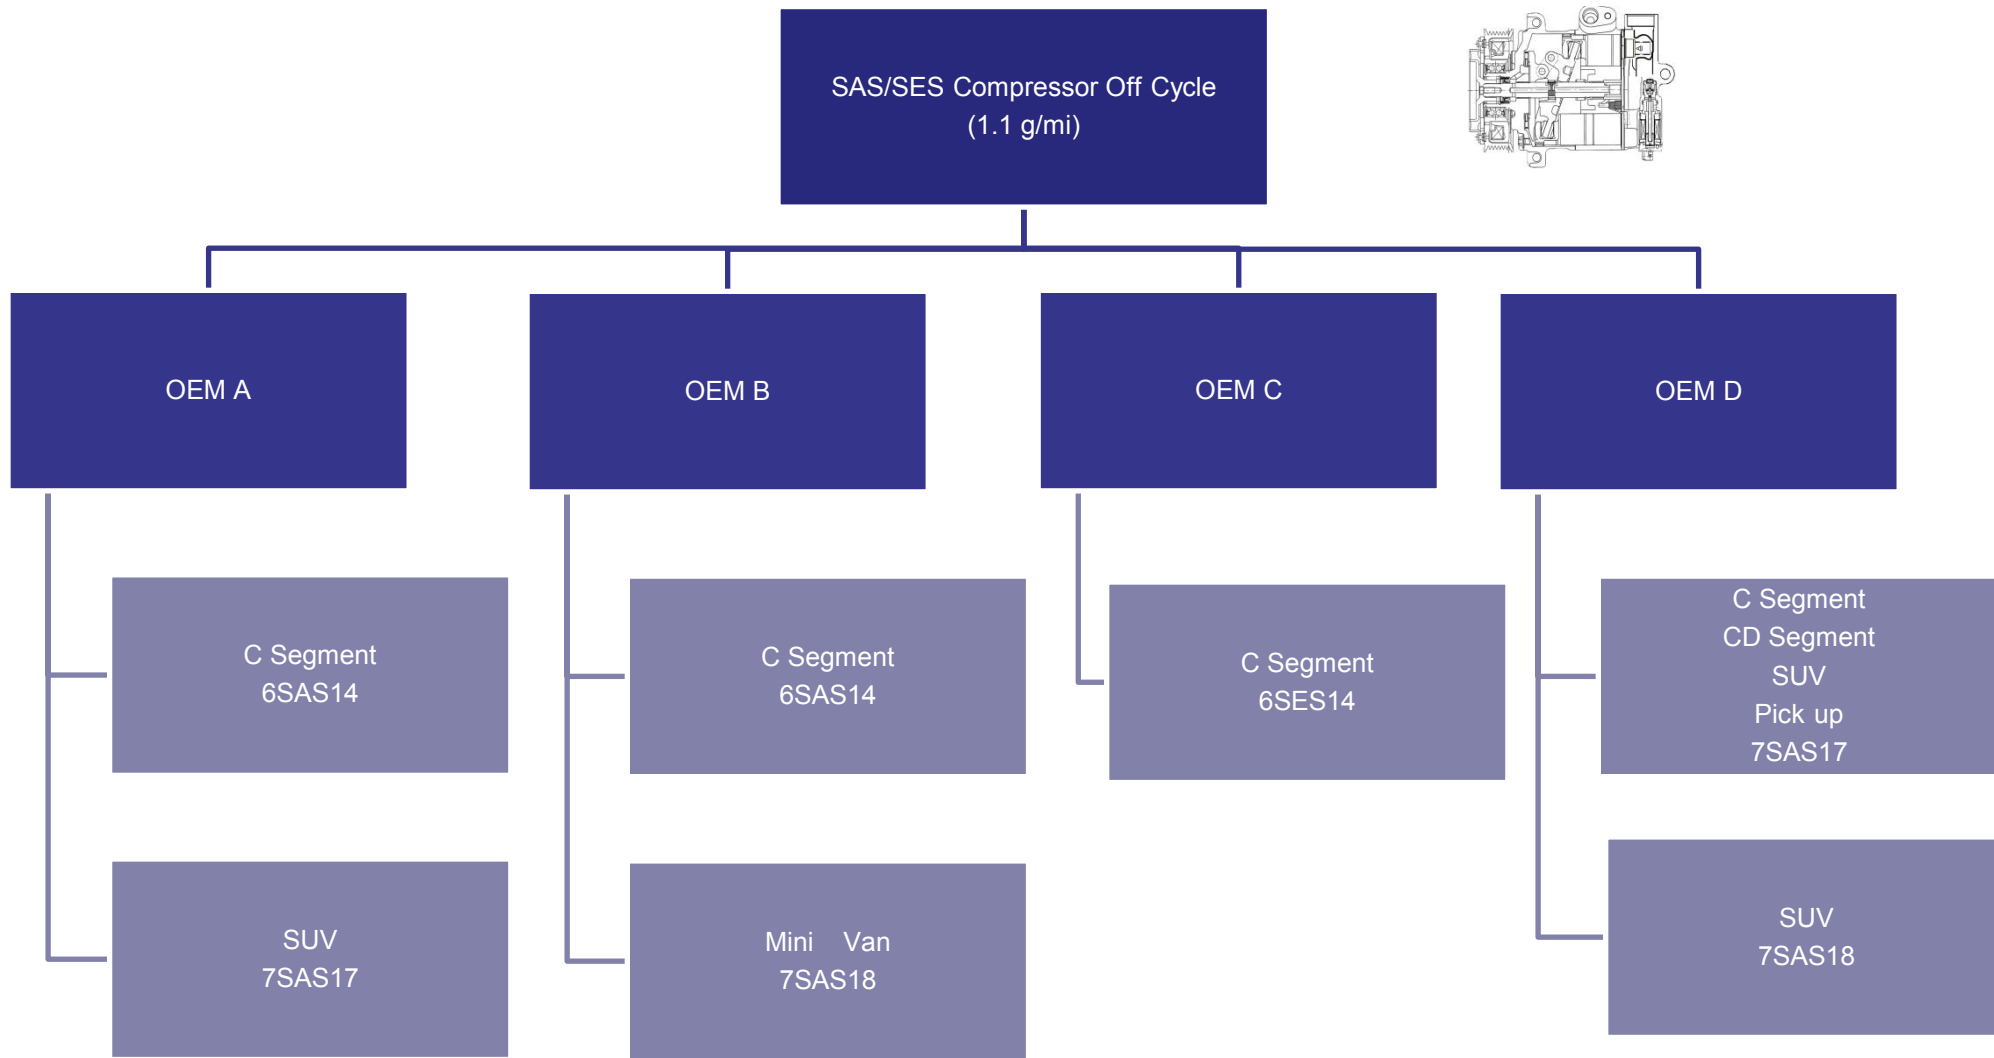 SAS/SES Compressor Off Cycle
(1.1 g/mi)
OEM A
OEM B
OEM C
OEM D
C Segment
6SAS14
C Segment
6SAS14
C Segment
6SES14
C Segment
CD Segment
SUV
Pick up
7SAS17
SUV
7SAS17
Mini Van
7SAS18
SUV
7SAS18